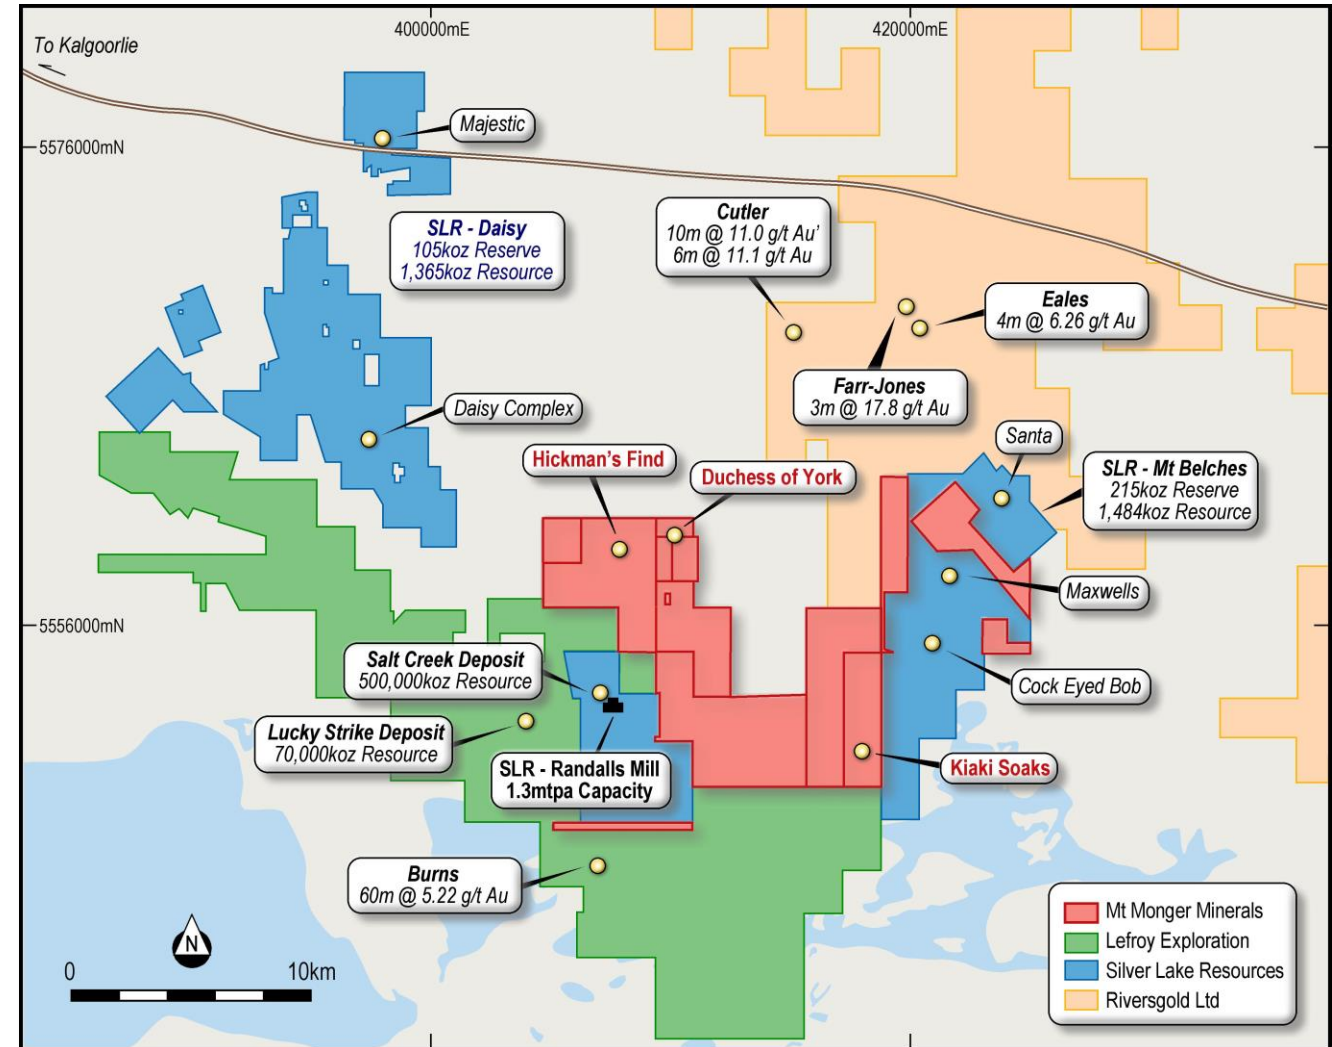 400000mE
420000mE
To Kalgoorlie
Majestic
5576000mN
SLR - Daisy
105koz Reserve
1,365koz Resource
Cutler
10m @ 11.0 g/t Au'
6m @ 11.1 g/t Au
Eales
4m @ 6.26 g/t Au
Farr-Jones
3m @ 17.8 g/t Au
Daisy Complex
Santa
Hickman's Find
Duchess of York
SLR - Mt Belches
215koz Reserve
1,484koz Resource
Maxwells
5556000mN
Salt Creek Deposit
500,000koz Resource
Cock Eyed Bob
Lucky Strike Deposit
70,000koz Resource
SLR - Randalls Mill
1.3mtpa Capacity
Kiaki Soaks
Burns
60m @ 5.22 g/t Au
N
0
10km
Mt Monger Minerals
Lefroy Exploration
Silver Lake Resources
Riversgold Ltd